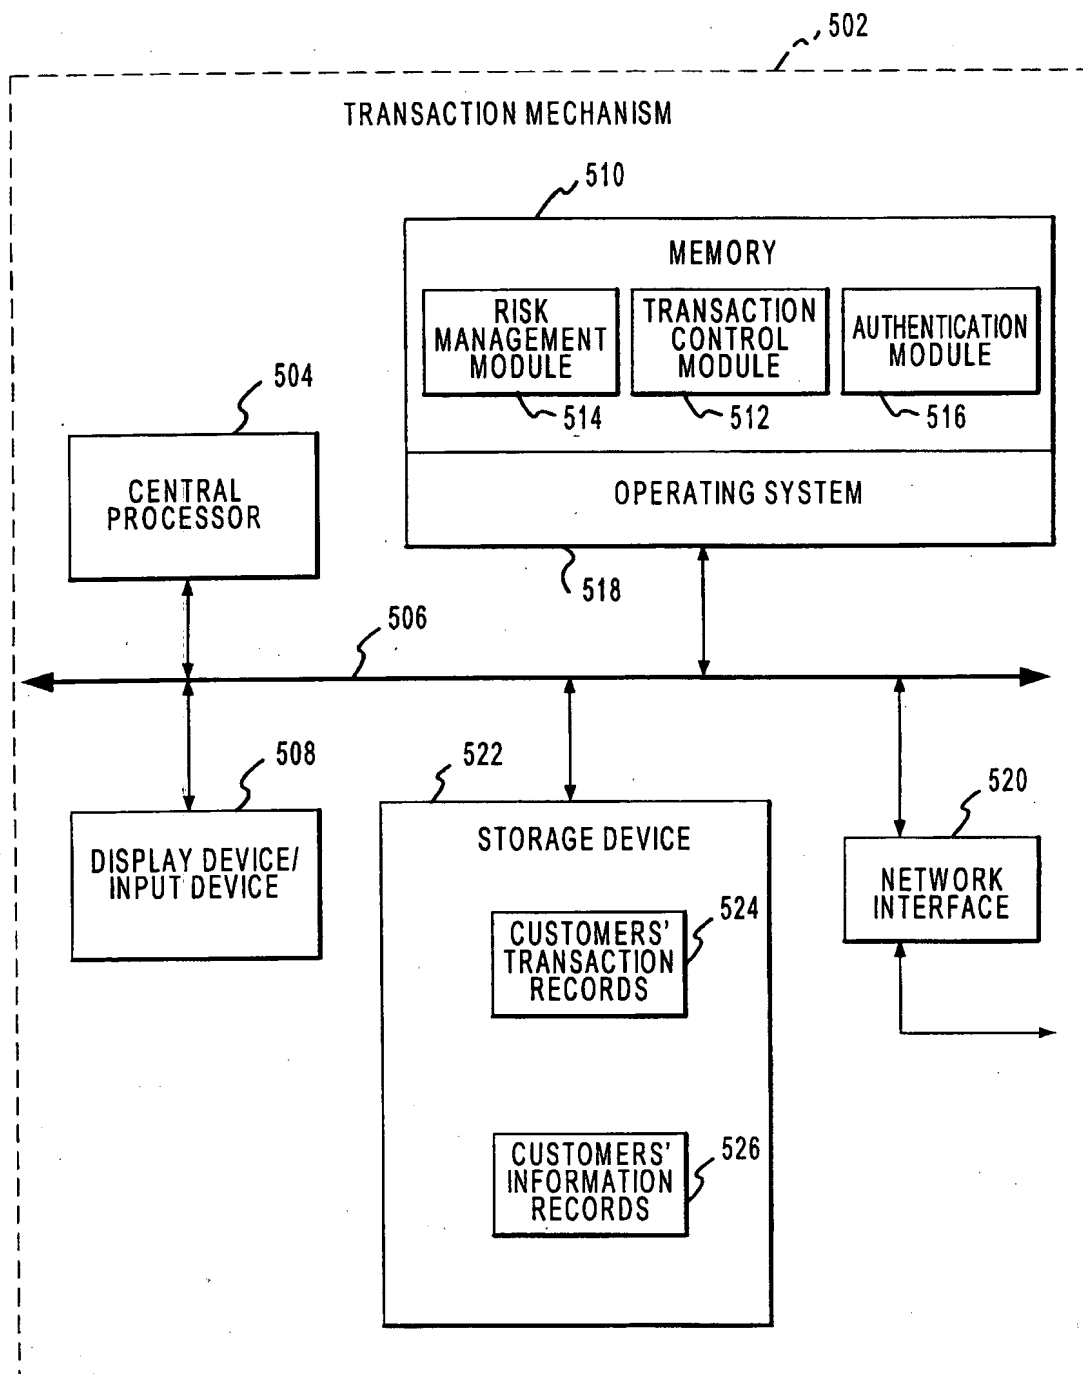 502
TRANSACTION MECHANISM
510
MEMORY
RISK
MANAGEMENT
MODULE
514
TRANSACTION
CONTROL
MODULE
512
AUTHENTICATION
MODULE
516
OPERATING SYSTEM
518
504
CENTRAL
PROCESSOR
506
508
DISPLAY DEVICE/
INPUT DEVICE
522
STORAGE DEVICE
524
CUSTOMERS'
TRANSACTION
RECORDS
526
CUSTOMERS'
INFORMATION
RECORDS
520
NETWORK
INTERFACE